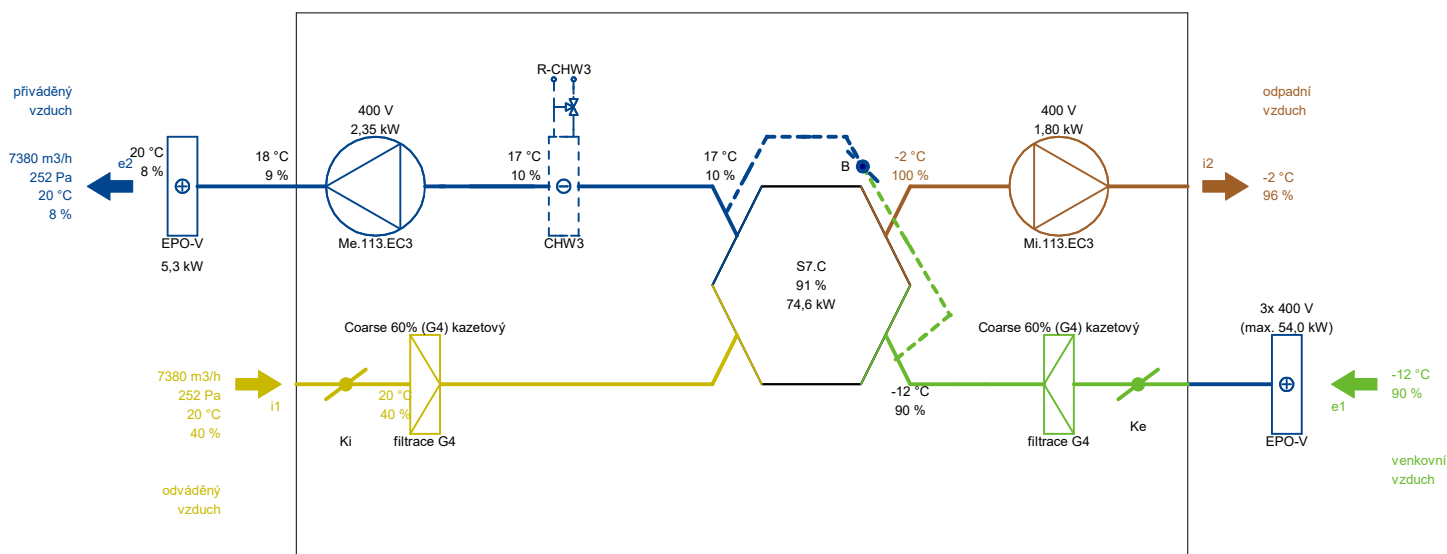 R-CHW3
přiváděný
vzduch
7380 m3/h
252 Pa
20 °C
8 %
e2
20 °C
8 %
EPO-V
5,3 kW
18 °C
9 %
400 V
2,35 kW
Me.113.EC3
17 °C
10 %
CHW3
17 °C
10 %
B
-2 °C
100 %
400 V
1,80 kW
Mi.113.EC3
odpadní
vzduch
i2
-2 °C
96 %
S7.C
91 %
74,6 kW
Coarse 60% (G4) kazetový
7380 m3/h
252 Pa
20 °C
40 %
i1
Ki
20 °C
40 %
filtrace G4
odváděný
vzduch
-12 °C
90 %
Coarse 60% (G4) kazetový
filtrace G4
Ke
3x 400 V
(max. 54,0 kW)
EPO-V
e1
-12 °C
90 %
venkovní
vzduch